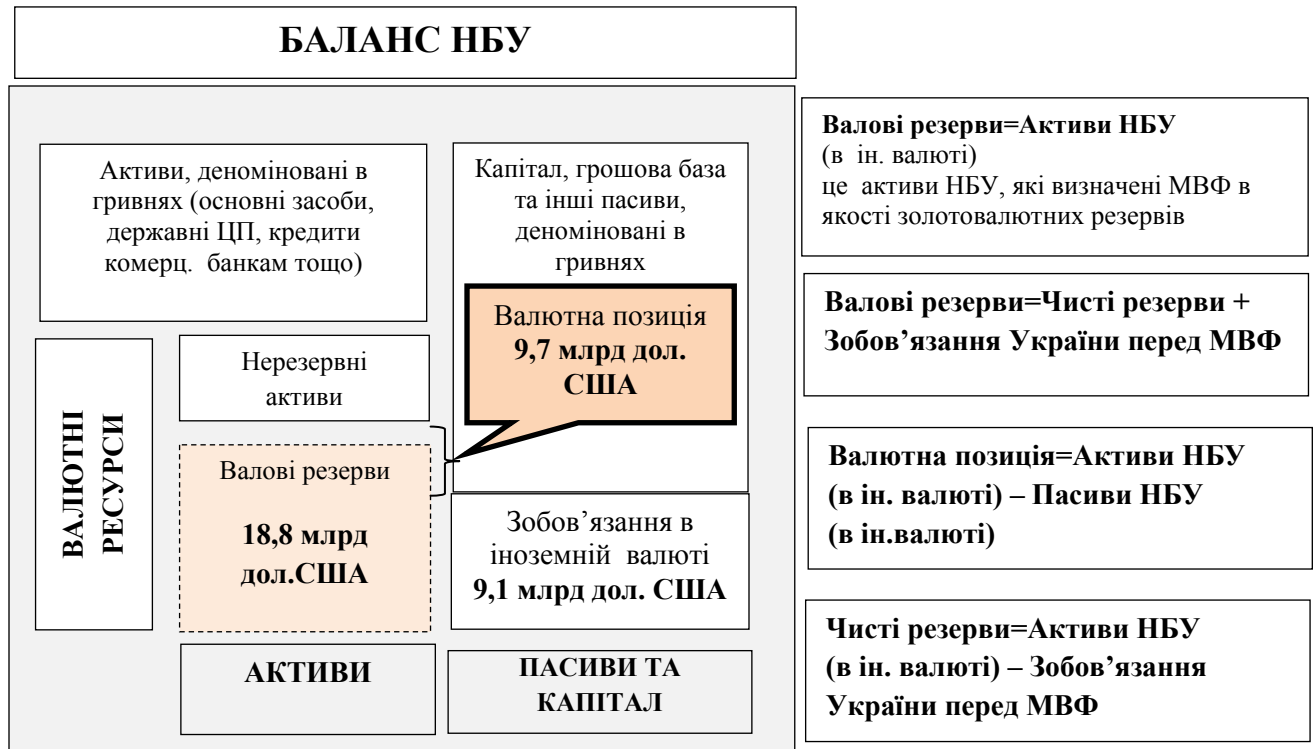 БАЛАНС НБУ
Активи, деноміновані в
гривнях (основні засоби,
державні ЦП, кредити
комерц. банкам тощо)
Капітал, грошова база
та інші пасиви,
деноміновані в
гривнях
Валютна позиція
9,7 млрд дол.
США
Нерезервні
активи
ВАЛЮТНІ
РЕСУРСИ
Валові резерви
18,8 млрд
дол.США
Зобов’язання в
іноземній валюті
9,1 млрд дол. США
АКТИВИ
ПАСИВИ ТА
КАПІТАЛ
Валові резерви=Активи НБУ
(в ін. валюті)
це активи НБУ, які визначені МВФ в
якості золотовалютних резервів
Валові резерви=Чисті резерви +
Зобов’язання України перед МВФ
Валютна позиція=Активи НБУ
(в ін. валюті) – Пасиви НБУ
(в ін.валюті)
Чисті резерви=Активи НБУ
(в ін. валюті) – Зобов’язання
України перед МВФ